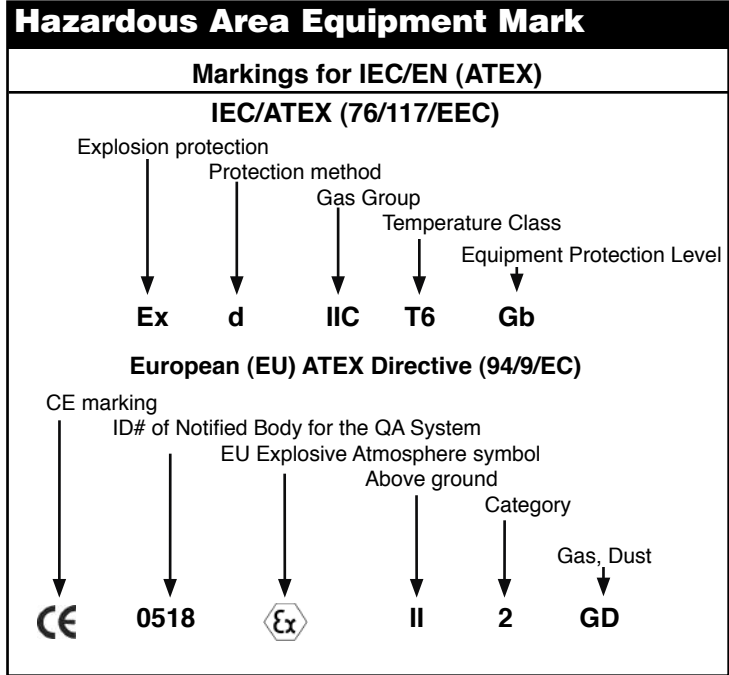 Hazardous Area Equipment Mark
Markings for IEC/EN (ATEX)
IEC/ATEX (76/117/EEC)
Explosion protection
Protection method
Gas Group
Temperature Class
Equipment Protection Level
Ex d IIC T6 Gb
European (EU) ATEX Directive (94/9/EC)
CE marking
ID# of Notified Body for the QA System
EU Explosive Atmosphere symbol
Above ground
Category
Gas, Dust
CE 0518 Ex II 2 GD